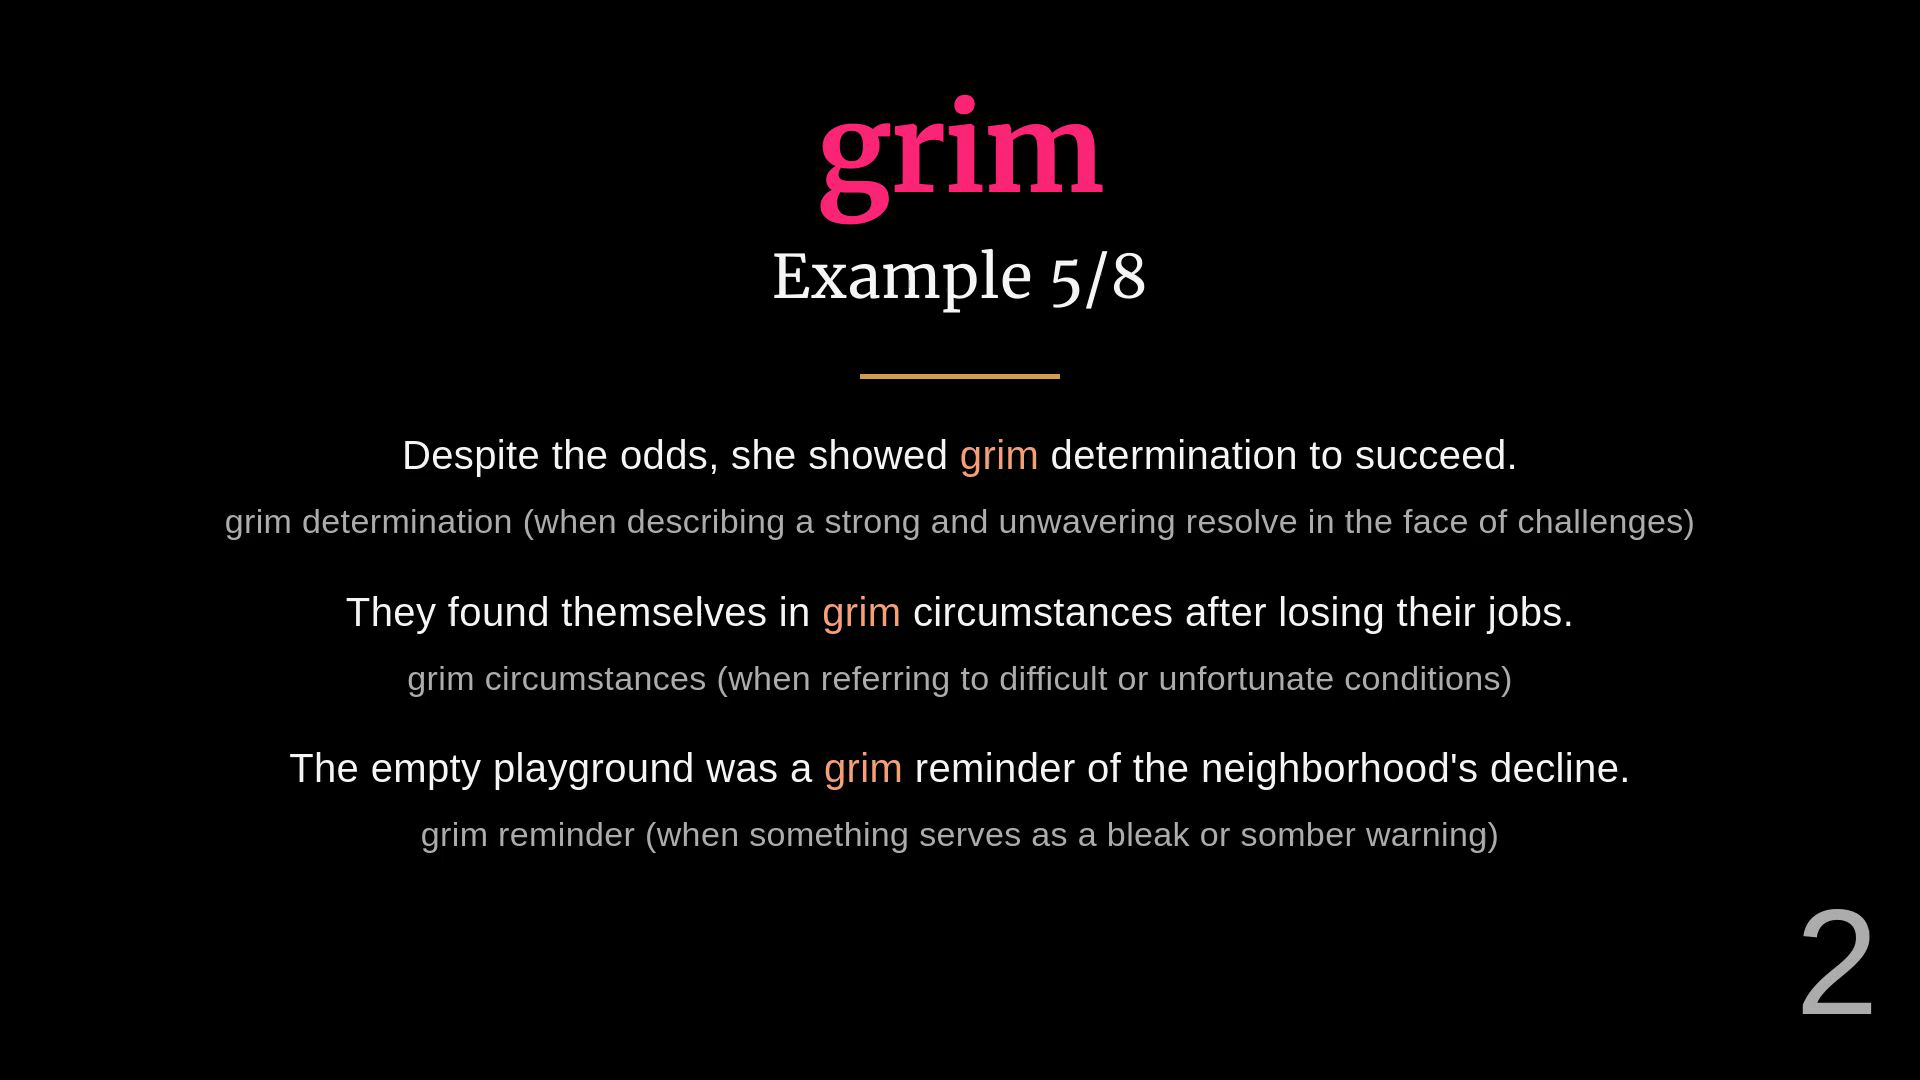 grim
Example 5/8
Despite the odds, she showed grim determination to succeed.
grim determination (when describing a strong and unwavering resolve in the face of challenges)
They found themselves in grim circumstances after losing their jobs.
grim circumstances (when referring to difficult or unfortunate conditions)
The empty playground was a grim reminder of the neighborhood's decline.
grim reminder (when something serves as a bleak or somber warning)
2